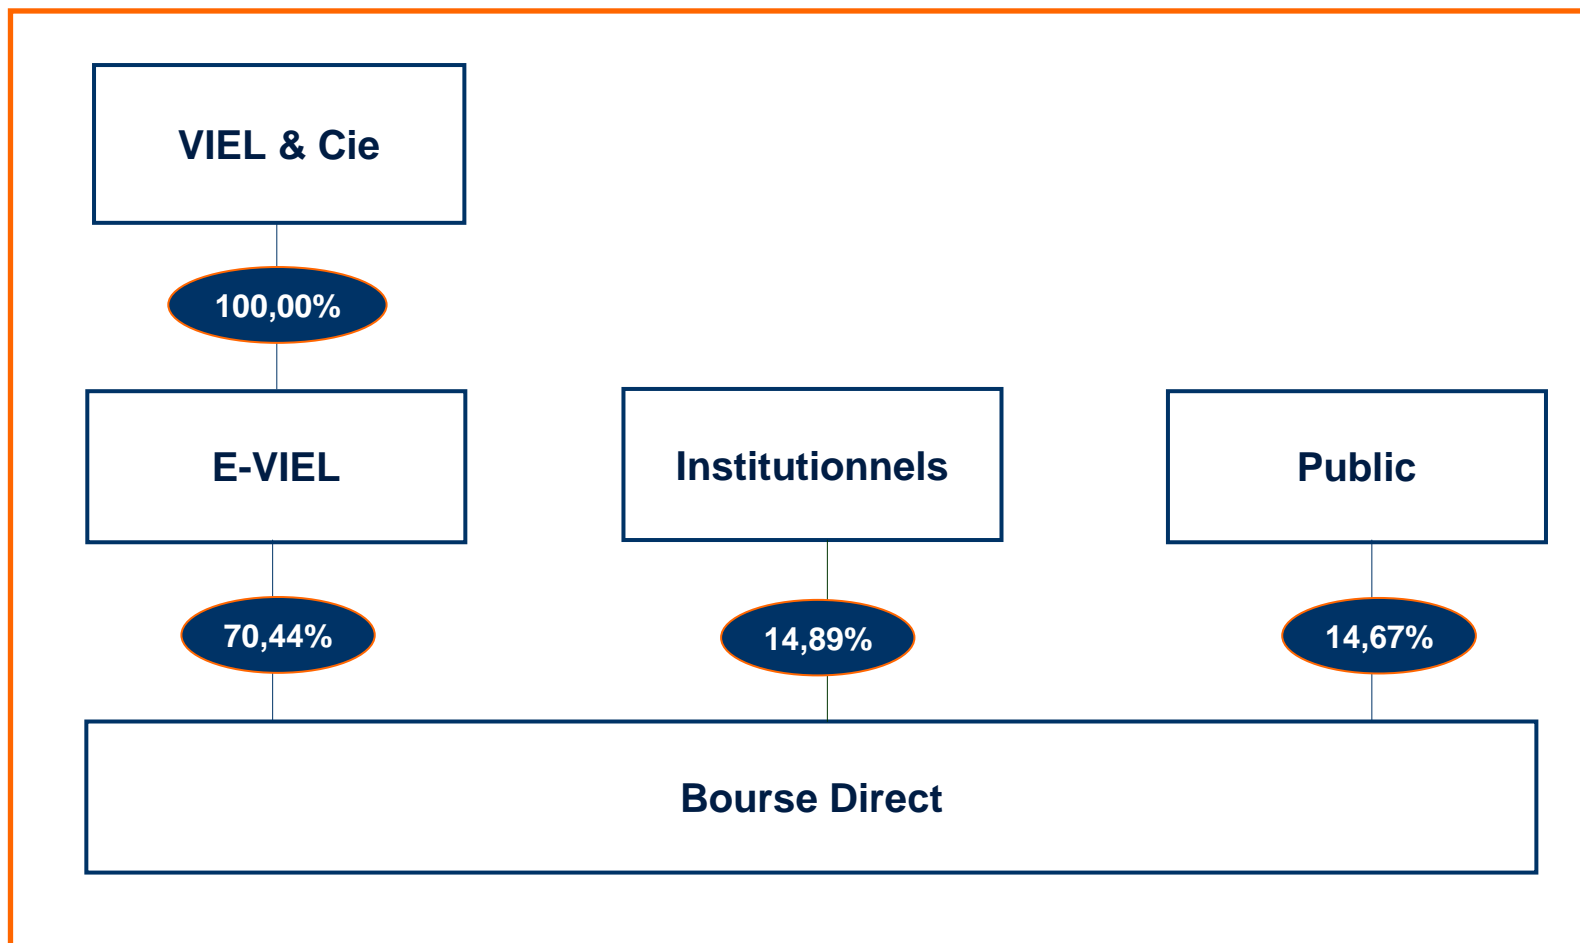 VIEL & Cie
100,00%
E-VIEL
Institutionnels
Public
70,44%
14,89%
14,67%
Bourse Direct